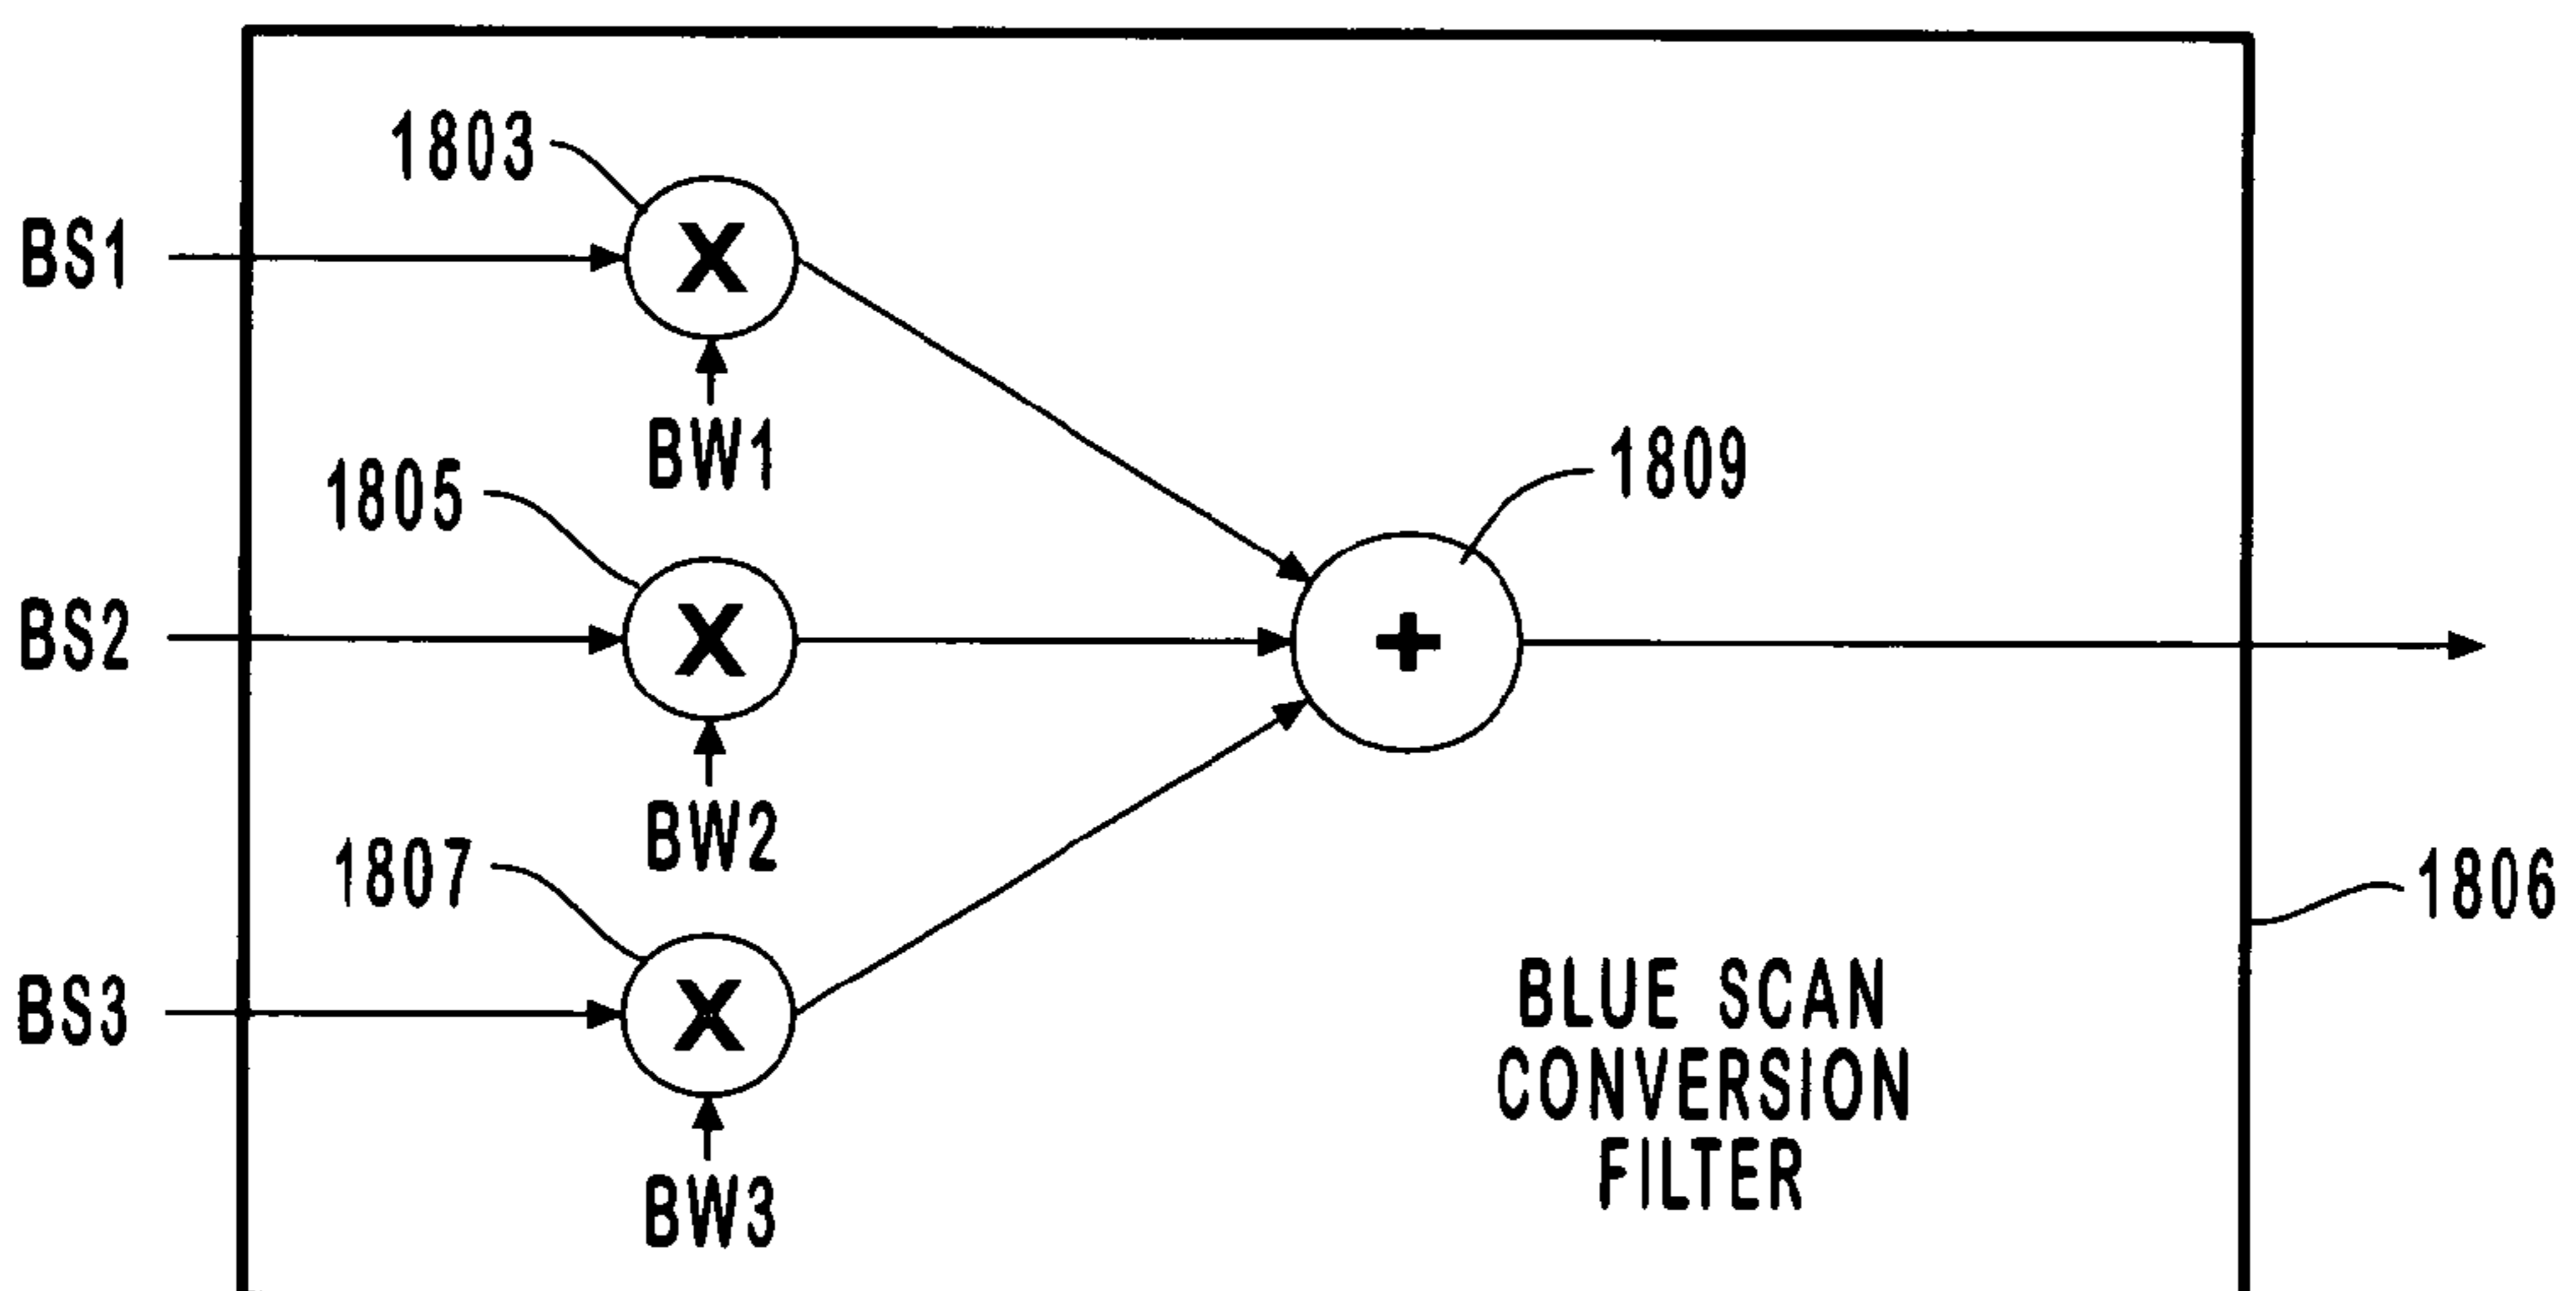 1803
BS1
X
BW1
1809
1805
BS2
X
+
BW2
1807
1806
BS3
X
BLUE SCAN
CONVERSION
FILTER
BW3